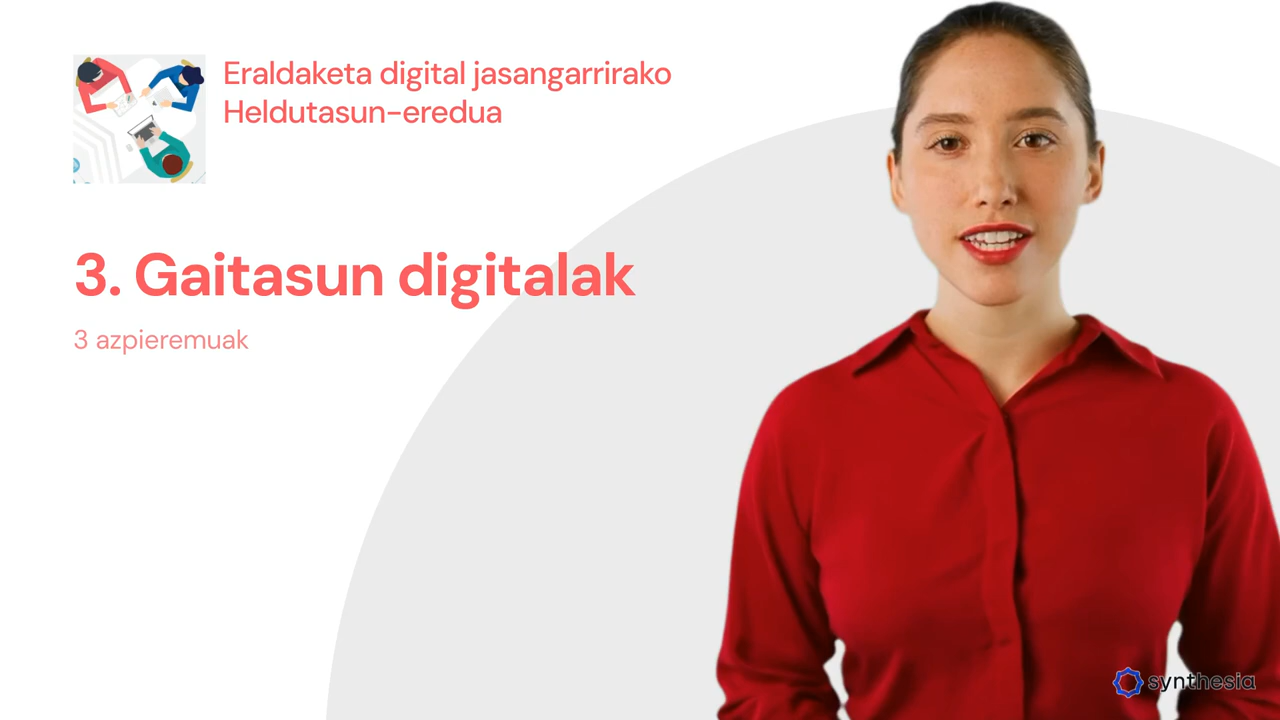 Eraldaketa digital jasangarrirako
Heldutasun-eredua
3. Gaitasun digitalak
3 azpieremuak
synthesia